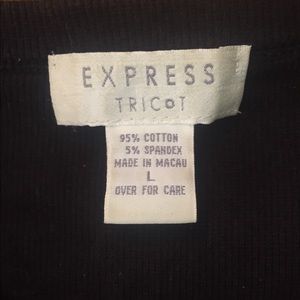 EXPRESS
TRICOT
95% COTTON
5% SPANDEX
MADE IN MACAU
L
OVER FOR CARE